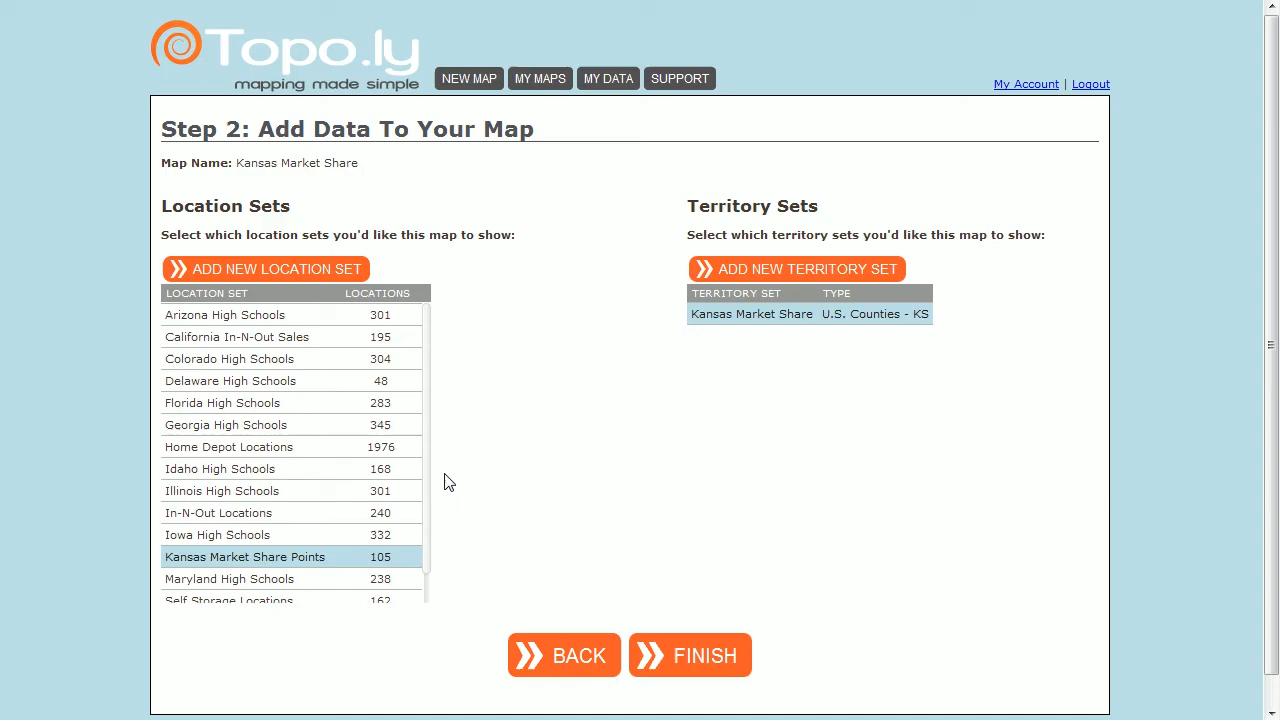 Topo.ly
mapping made simple
NEW MAP MY MAPS MY DATA SUPPORT
My Account | Logout
Step 2: Add Data To Your Map
Map Name: Kansas Market Share
Location Sets
Select which location sets you'd like this map to show:
ADD NEW LOCATION SET
LOCATION SET LOCATIONS
Arizona High Schools 301
California In-N-Out Sales 195
Colorado High Schools 304
Delaware High Schools 48
Florida High Schools 283
Georgia High Schools 345
Home Depot Locations 1976
Idaho High Schools 168
Illinois High Schools 301
In-N-Out Locations 240
Iowa High Schools 332
Kansas Market Share Points 105
Maryland High Schools 238
Self Storage Locations 162
Territory Sets
Select which territory sets you'd like this map to show:
ADD NEW TERRITORY SET
TERRITORY SET TYPE
Kansas Market Share U.S. Counties - KS
BACK FINISH